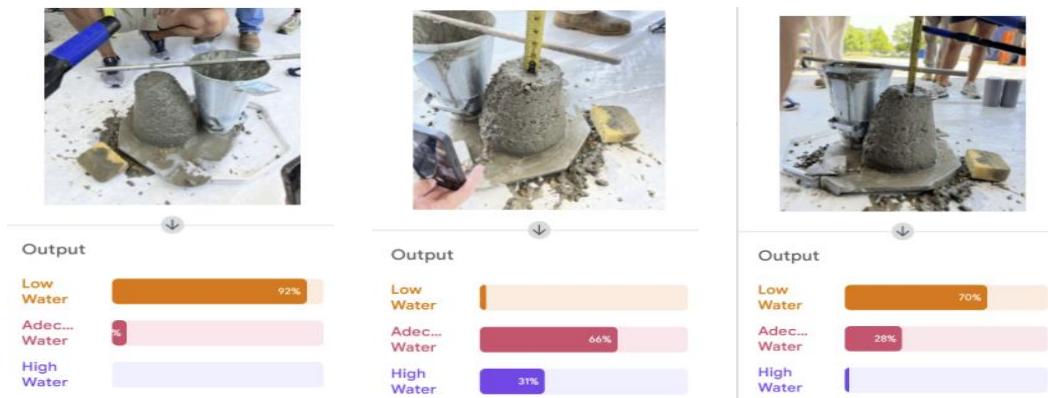 Output
Low
Water
92%
Adec...
Water
%
High
Water
Output
Low
Water
Adec...
Water
66%
High
Water
31%
Output
Low
Water
70%
Adec...
Water
28%
High
Water